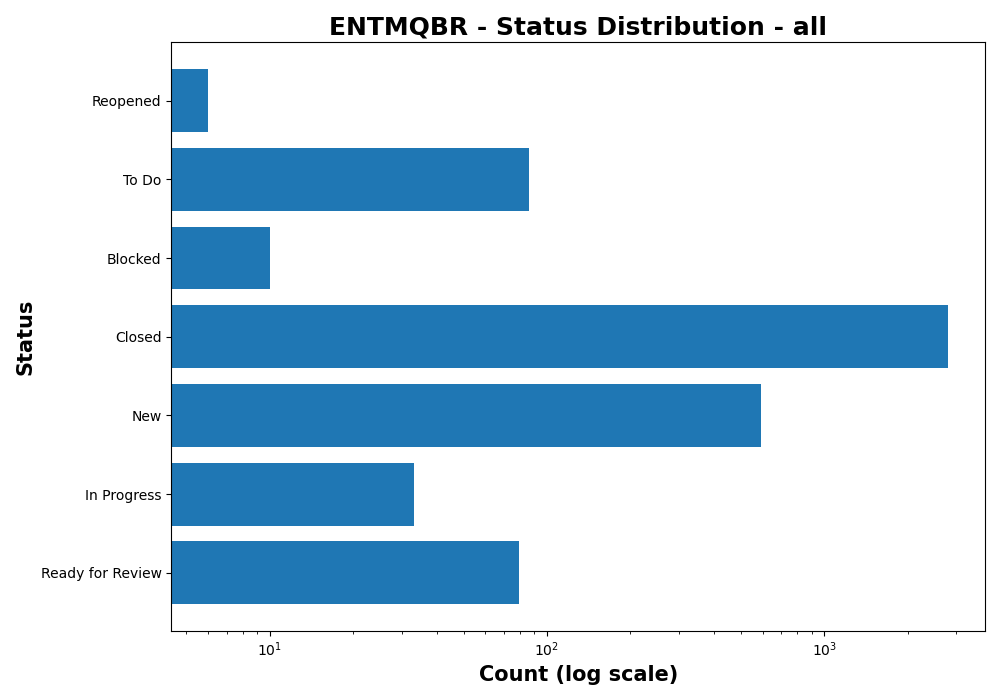 ENTMQBR - Status Distribution - all
Reopened
To Do
Blocked
Closed
New
In Progress
Ready for Review
Status
10¹ 10² 10³
Count (log scale)